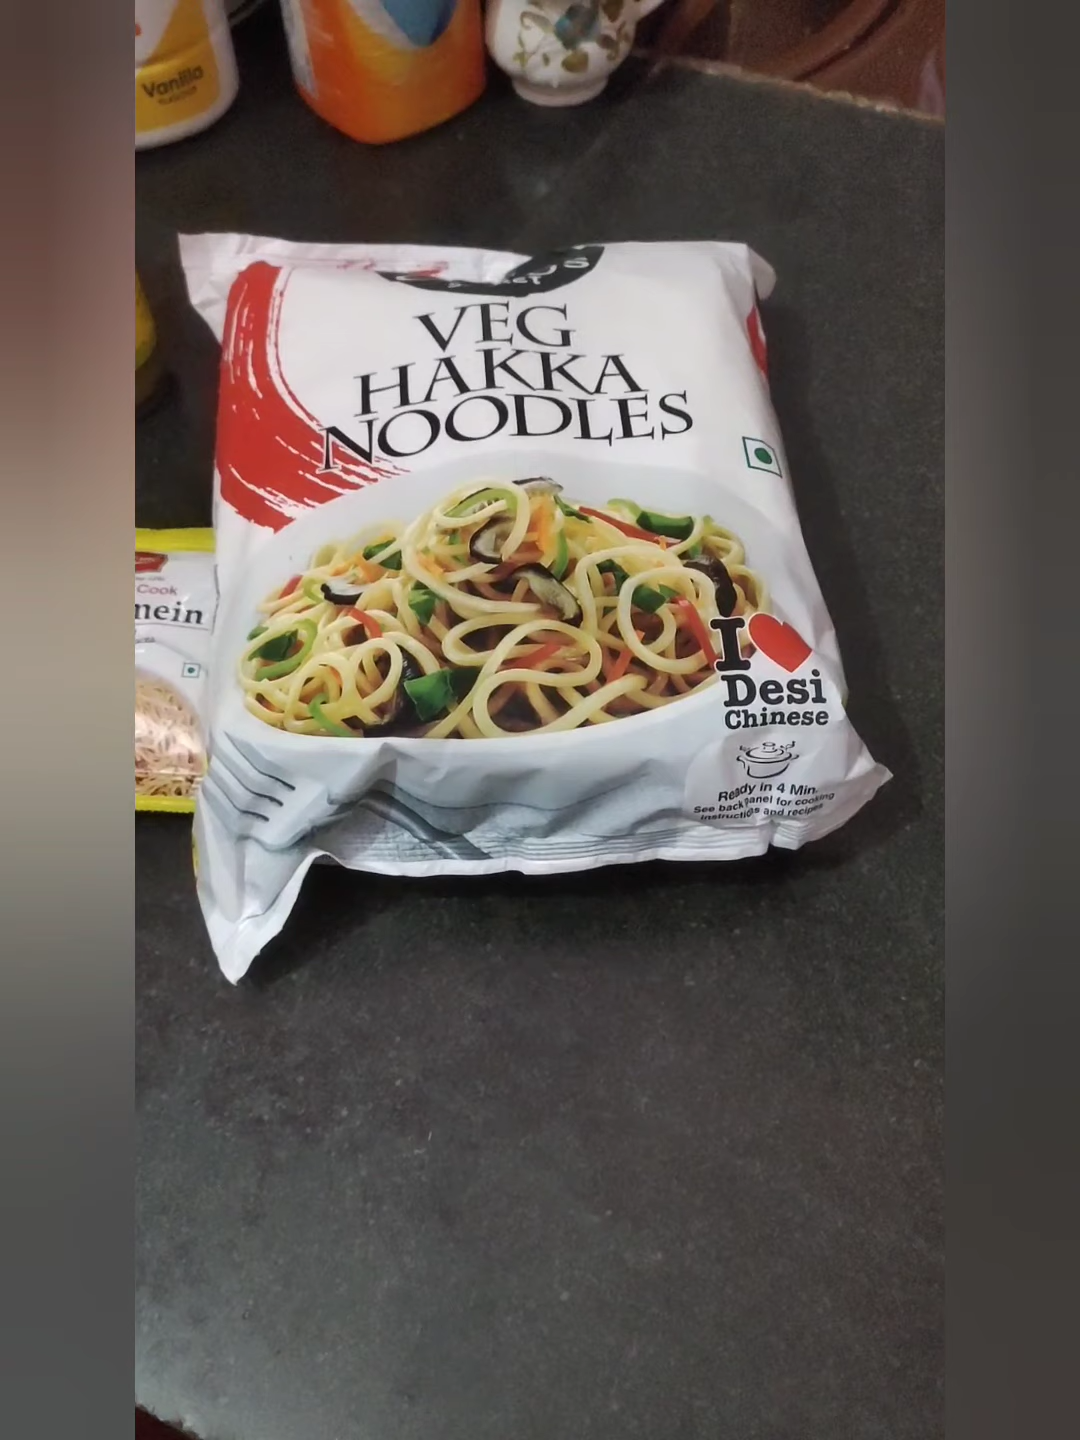 Vanilla
VEG
HAKKA
NOODLES
Cook
mein
I
Desi
Chinese
Ready in 4 Min.
See back panel for cooking
instructions and recipes